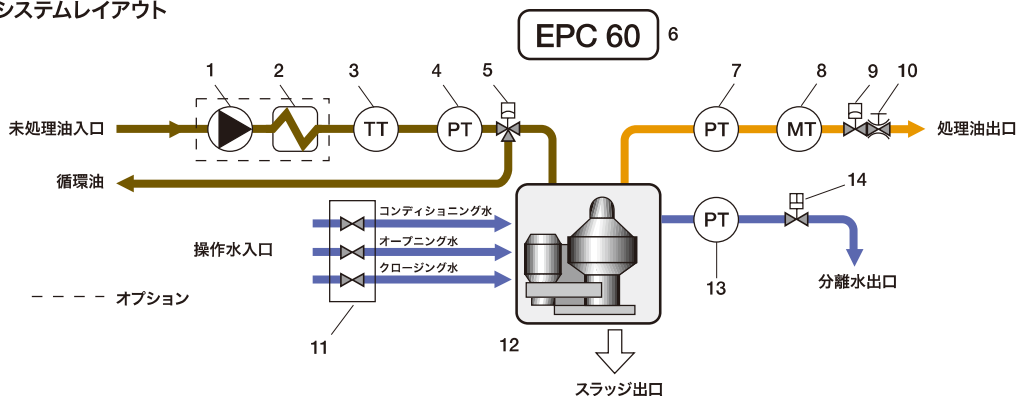 システムレイアウト
EPC 60
6
1
2
3
4
5
7
8
9
10
未処理油入口
TT
PT
PT
MT
処理油出口
循環油
14
コンディショニング水
オープニング水
クロージング水
操作水入口
PT
13
分離水出口
オプション
11
12
スラッジ出口